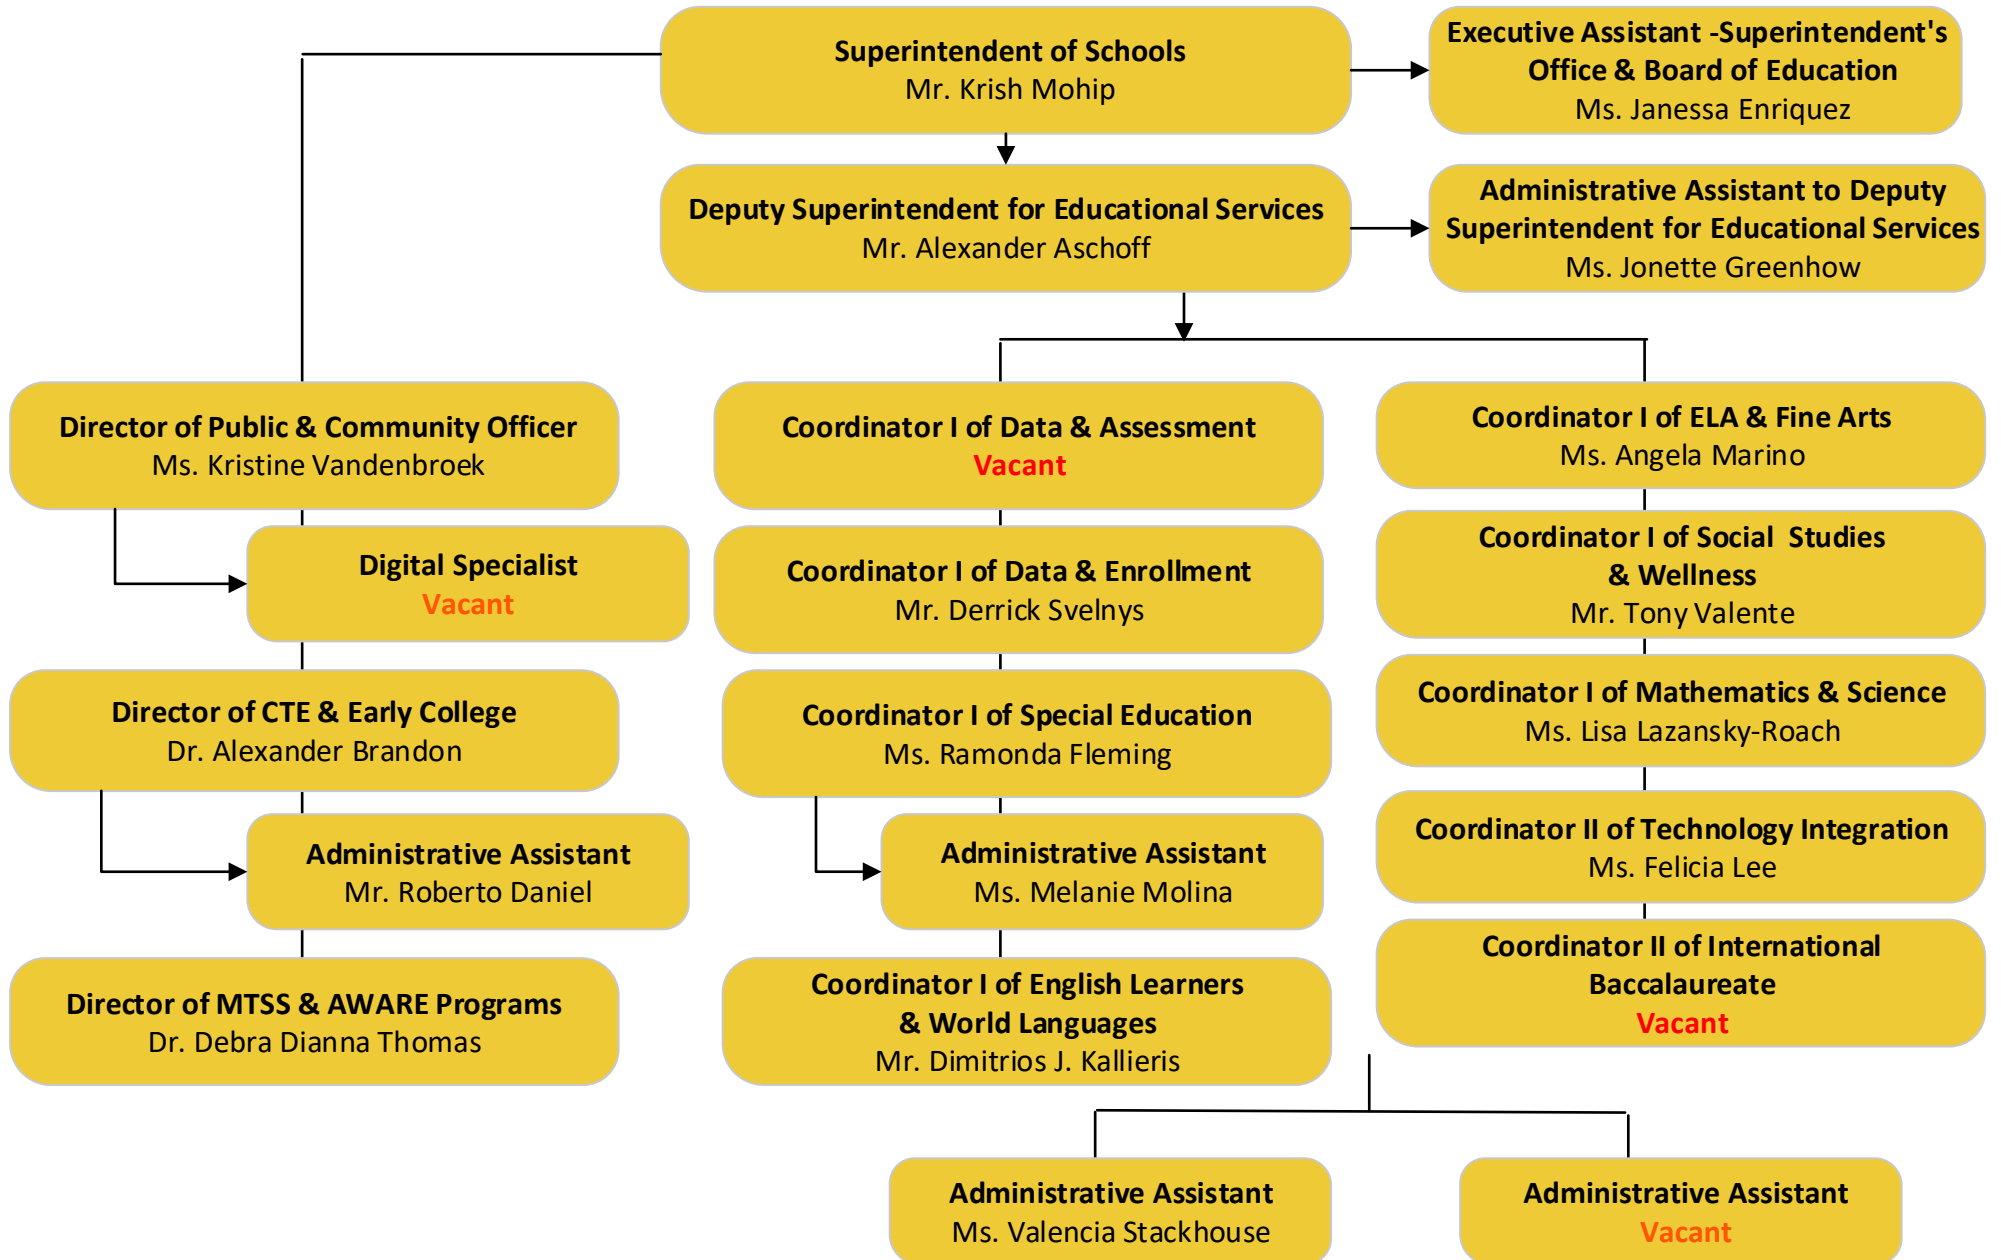 Superintendent of Schools
Mr. Krish Mohip
Executive Assistant -Superintendent's
Office & Board of Education
Ms. Janessa Enriquez
Deputy Superintendent for Educational Services
Mr. Alexander Aschoff
Administrative Assistant to Deputy
Superintendent for Educational Services
Ms. Jonette Greenhow
Director of Public & Community Officer
Ms. Kristine Vandenbroek
Digital Specialist
Vacant
Director of CTE & Early College
Dr. Alexander Brandon
Administrative Assistant
Mr. Roberto Daniel
Director of MTSS & AWARE Programs
Dr. Debra Dianna Thomas
Coordinator I of Data & Assessment
Vacant
Coordinator I of Data & Enrollment
Mr. Derrick Svelnys
Coordinator I of Special Education
Ms. Ramonda Fleming
Administrative Assistant
Ms. Melanie Molina
Coordinator I of English Learners
& World Languages
Mr. Dimitrios J. Kallieris
Coordinator I of ELA & Fine Arts
Ms. Angela Marino
Coordinator I of Social Studies
& Wellness
Mr. Tony Valente
Coordinator I of Mathematics & Science
Ms. Lisa Lazansky-Roach
Coordinator II of Technology Integration
Ms. Felicia Lee
Coordinator II of International
Baccalaureate
Vacant
Administrative Assistant
Ms. Valencia Stackhouse
Administrative Assistant
Vacant